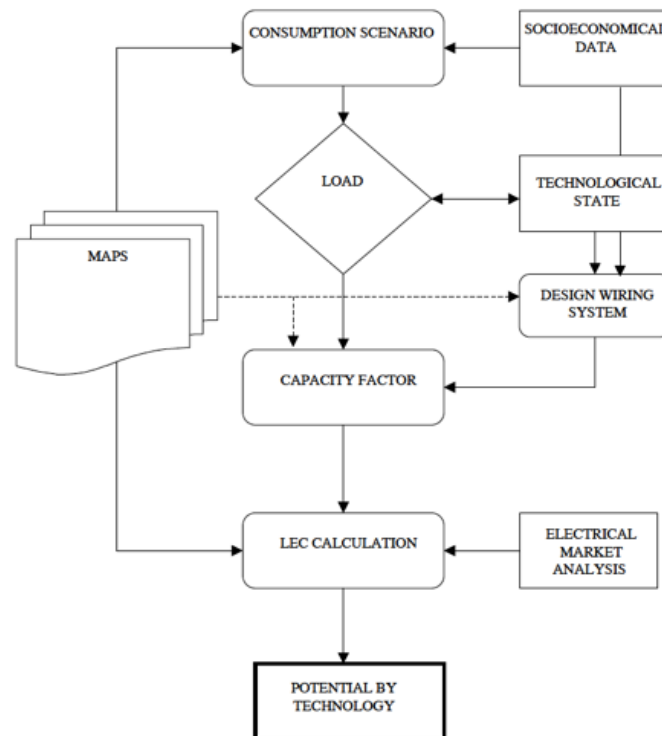 CONSUMPTION SCENARIO
SOCIOECONOMICAL
DATA
LOAD
TECHNOLOGICAL
STATE
MAPS
DESIGN WIRING
SYSTEM
CAPACITY FACTOR
LEC CALCULATION
ELECTRICAL
MARKET
ANALYSIS
POTENTIAL BY
TECHNOLOGY